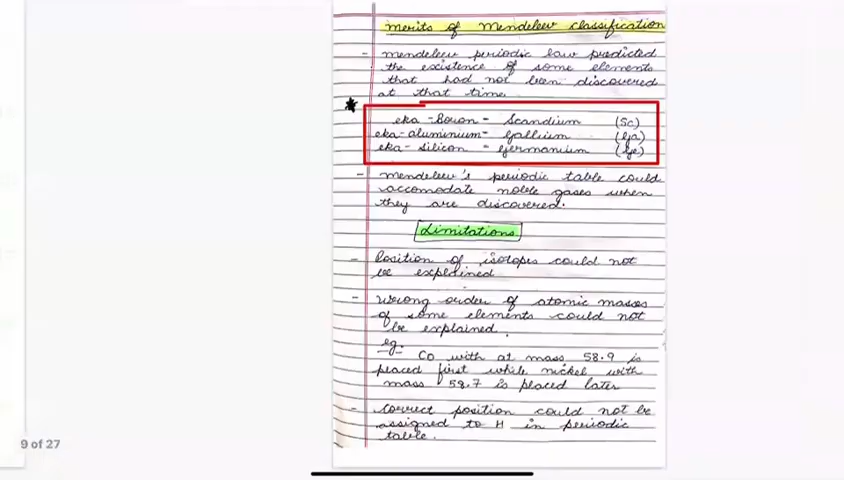 merits of mendeleev classification
- mendeleev periodic law predicted
the existence of some elements
that had not been discovered
at that time
eka-Boron - Scandium (Sc)
eka-aluminium- Gallium (Ga)
eka-silicon - Germanium (Ge)
- mendeleev's periodic table could
accomodate noble gases when
they are discovered.
Limitations
- Position of isotopes could not
be explained
- wrong order of atomic masses
of some elements could not
be explained.
eg.
Co with at mass 58.9 is
placed first while nickel with
mass 58.7 is placed later
- correct position could not be
assigned to H in periodic
table.
9 of 27